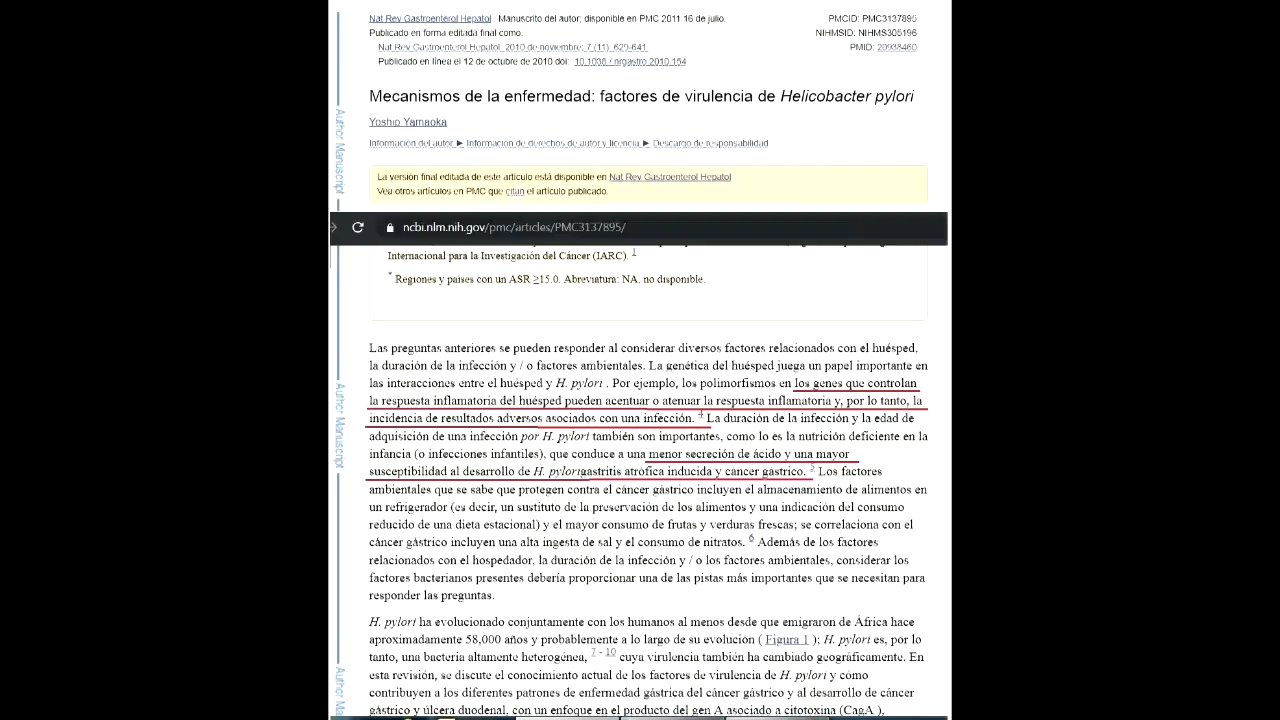 Nat Rev Gastroenterol Hepatol . Manuscrito del autor; disponible en PMC 2011 16 de julio.
PMCID: PMC3137895
Publicado en forma editada final como.
NIHMSID: NIHMS305196
Nat Rev Gastroenterol Hepatol. 2010 de noviembre; 7 (11): 629-641
PMID: 20938460
Publicado en línea el 12 de octubre de 2010 doi: 10.1038 / nrgastro.2010.154
Mecanismos de la enfermedad: factores de virulencia de Helicobacter pylori
Yoshio Yamaoka
Información del autor ► Información de derechos de autor y licencia ► Descargo de responsabilidad
La versión final editada de este artículo está disponible en Nat Rev Gastroenterol Hepatol
Vea otros artículos en PMC que citan el artículo publicado.
Author Manuscript
ncbi.nlm.nih.gov/pmc/articles/PMC3137895/
Internacional para la Investigación del Cáncer (IARC). 1
* Regiones y países con un ASR ≥15.0. Abreviatura: NA, no disponible.
Las preguntas anteriores se pueden responder al considerar diversos factores relacionados con el huésped,
la duración de la infección y / o factores ambientales. La genética del huésped juega un papel importante en
las interacciones entre el huésped y H. pylori . Por ejemplo, los polimorfismos en los genes que controlan
la respuesta inflamatoria del huésped pueden acentuar o atenuar la respuesta inflamatoria y, por lo tanto, la
incidencia de resultados adversos asociados con una infección. 4 La duración de la infección y la edad de
adquisición de una infección por H. pylori también son importantes, como lo es la nutrición deficiente en la
infancia (o infecciones infantiles), que conduce a una menor secreción de ácido y una mayor
susceptibilidad al desarrollo de H. pylorigastritis atrófica inducida y cáncer gástrico. 5 Los factores
ambientales que se sabe que protegen contra el cáncer gástrico incluyen el almacenamiento de alimentos en
un refrigerador (es decir, un sustituto de la preservación de los alimentos y una indicación del consumo
reducido de una dieta estacional) y el mayor consumo de frutas y verduras frescas; se correlaciona con el
cáncer gástrico incluyen una alta ingesta de sal y el consumo de nitratos. 6 Además de los factores
relacionados con el hospedador, la duración de la infección y / o los factores ambientales, considerar los
factores bacterianos presentes debería proporcionar una de las pistas más importantes que se necesitan para
responder las preguntas.
Author Manuscript
H. pylori ha evolucionado conjuntamente con los humanos al menos desde que emigraron de África hace
aproximadamente 58,000 años y probablemente a lo largo de su evolución ( Figura 1 ); H. pylori es, por lo
tanto, una bacteria altamente heterogénea, 7 - 10 cuya virulencia también ha cambiado geográficamente. En
esta revisión, se discute el conocimiento de los factores de virulencia de H. pylori y cómo
contribuyen a los diferentes patrones de enfermedad gástrica del cáncer gástrico y al desarrollo de cáncer
gástrico y úlcera duodenal, con un enfoque en el producto del gen A asociado a citotoxina (CagA ),
Author Ma